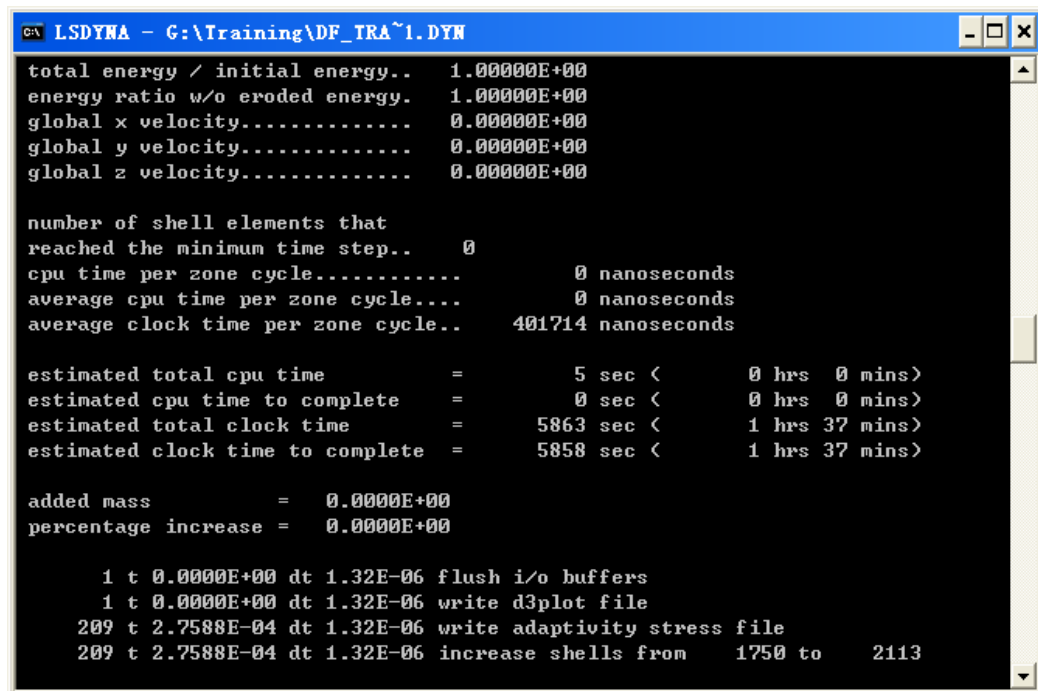 LSDYNA - G:\Training\DF_TRA~1.DYN
total energy / initial energy..   1.00000E+00
energy ratio w/o eroded energy.   1.00000E+00
global x velocity..............   0.00000E+00
global y velocity..............   0.00000E+00
global z velocity..............   0.00000E+00
number of shell elements that
reached the minimum time step..    0
cpu time per zone cycle............           0 nanoseconds
average cpu time per zone cycle....           0 nanoseconds
average clock time per zone cycle..     401714 nanoseconds
estimated total cpu time            =          5 sec (       0 hrs  0 mins)
estimated cpu time to complete      =          0 sec (       0 hrs  0 mins)
estimated total clock time          =       5863 sec (       1 hrs 37 mins)
estimated clock time to complete    =       5858 sec (       1 hrs 37 mins)
added mass          =   0.0000E+00
percentage increase =   0.0000E+00
1 t 0.0000E+00 dt 1.32E-06 flush i/o buffers
1 t 0.0000E+00 dt 1.32E-06 write d3plot file
209 t 2.7588E-04 dt 1.32E-06 write adaptivity stress file
209 t 2.7588E-04 dt 1.32E-06 increase shells from    1750 to    2113